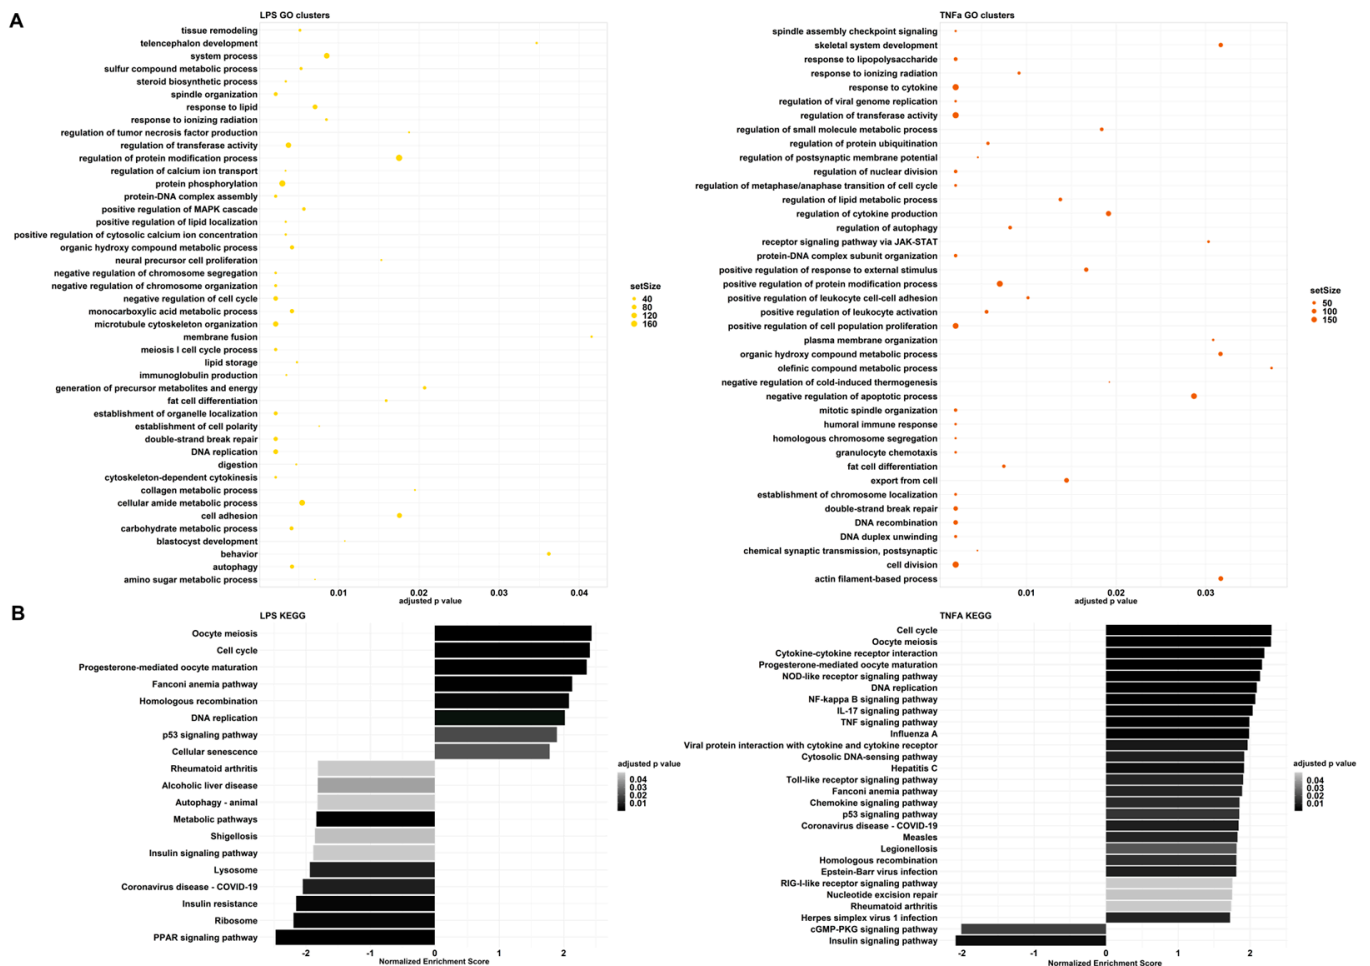 A
LPS GO clusters
tissue remodeling
telencephalon development
system process
sulfur compound metabolic process
steroid biosynthetic process
spindle organization
response to lipid
response to ionizing radiation
regulation of tumor necrosis factor production
regulation of transferase activity
regulation of protein modification process
regulation of calcium ion transport
protein phosphorylation
protein-DNA complex assembly
positive regulation of MAPK cascade
positive regulation of lipid localization
positive regulation of cytosolic calcium ion concentration
organic hydroxy compound metabolic process
neural precursor cell proliferation
negative regulation of chromosome segregation
negative regulation of chromosome organization
negative regulation of cell cycle
monocarboxylic acid metabolic process
microtubule cytoskeleton organization
membrane fusion
meiosis I cell cycle process
lipid storage
immunoglobulin production
generation of precursor metabolites and energy
fat cell differentiation
establishment of organelle localization
establishment of cell polarity
double-strand break repair
DNA replication
digestion
cytoskeleton-dependent cytokinesis
collagen metabolic process
cellular amide metabolic process
cell adhesion
carbohydrate metabolic process
blastocyst development
behavior
autophagy
amino sugar metabolic process
0.01 0.02 0.03 0.04
adjusted p value
setSize
40
80
120
160
TNFa GO clusters
spindle assembly checkpoint signaling
skeletal system development
response to lipopolysaccharide
response to ionizing radiation
response to cytokine
regulation of viral genome replication
regulation of transferase activity
regulation of small molecule metabolic process
regulation of protein ubiquitination
regulation of postsynaptic membrane potential
regulation of nuclear division
regulation of metaphase/anaphase transition of cell cycle
regulation of lipid metabolic process
regulation of cytokine production
regulation of autophagy
receptor signaling pathway via JAK-STAT
protein-DNA complex subunit organization
positive regulation of response to external stimulus
positive regulation of protein modification process
positive regulation of leukocyte cell-cell adhesion
positive regulation of leukocyte activation
positive regulation of cell population proliferation
plasma membrane organization
organic hydroxy compound metabolic process
olefinic compound metabolic process
negative regulation of cold-induced thermogenesis
negative regulation of apoptotic process
mitotic spindle organization
humoral immune response
homologous chromosome segregation
granulocyte chemotaxis
fat cell differentiation
export from cell
establishment of chromosome localization
double-strand break repair
DNA recombination
DNA duplex unwinding
chemical synaptic transmission, postsynaptic
cell division
actin filament-based process
0.01 0.02 0.03
adjusted p value
setSize
50
100
150
B
LPS KEGG
Oocyte meiosis
Cell cycle
Progesterone-mediated oocyte maturation
Fanconi anemia pathway
Homologous recombination
DNA replication
p53 signaling pathway
Cellular senescence
Rheumatoid arthritis
Alcoholic liver disease
Autophagy - animal
Metabolic pathways
Shigellosis
Insulin signaling pathway
Lysosome
Coronavirus disease - COVID-19
Insulin resistance
Ribosome
PPAR signaling pathway
-2 -1 0 1 2
Normalized Enrichment Score
adjusted p value
0.04
0.03
0.02
0.01
TNFA KEGG
Cell cycle
Oocyte meiosis
Cytokine-cytokine receptor interaction
Progesterone-mediated oocyte maturation
NOD-like receptor signaling pathway
DNA replication
NF-kappa B signaling pathway
IL-17 signaling pathway
TNF signaling pathway
Influenza A
Viral protein interaction with cytokine and cytokine receptor
Cytosolic DNA-sensing pathway
Hepatitis C
Toll-like receptor signaling pathway
Fanconi anemia pathway
Chemokine signaling pathway
p53 signaling pathway
Coronavirus disease - COVID-19
Measles
Legionellosis
Homologous recombination
Epstein-Barr virus infection
RIG-I-like receptor signaling pathway
Nucleotide excision repair
Rheumatoid arthritis
Herpes simplex virus 1 infection
cGMP-PKG signaling pathway
Insulin signaling pathway
-2 -1 0 1 2
Normalized Enrichment Score
adjusted p value
0.04
0.03
0.02
0.01